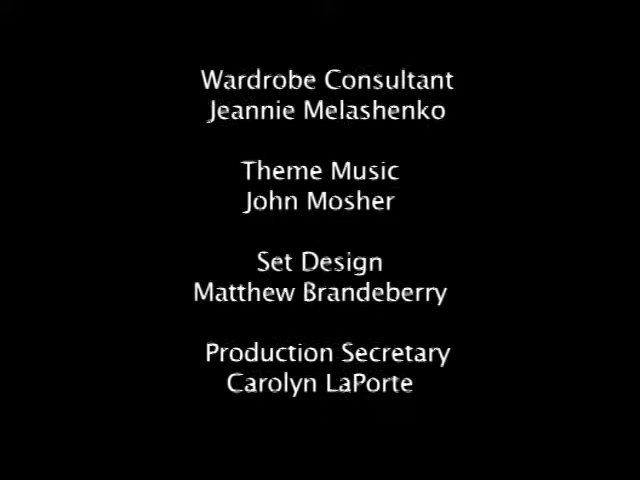 Wardrobe Consultant
Jeannie Melashenko
Theme Music
John Mosher
Set Design
Matthew Brandeberry
Production Secretary
Carolyn LaPorte